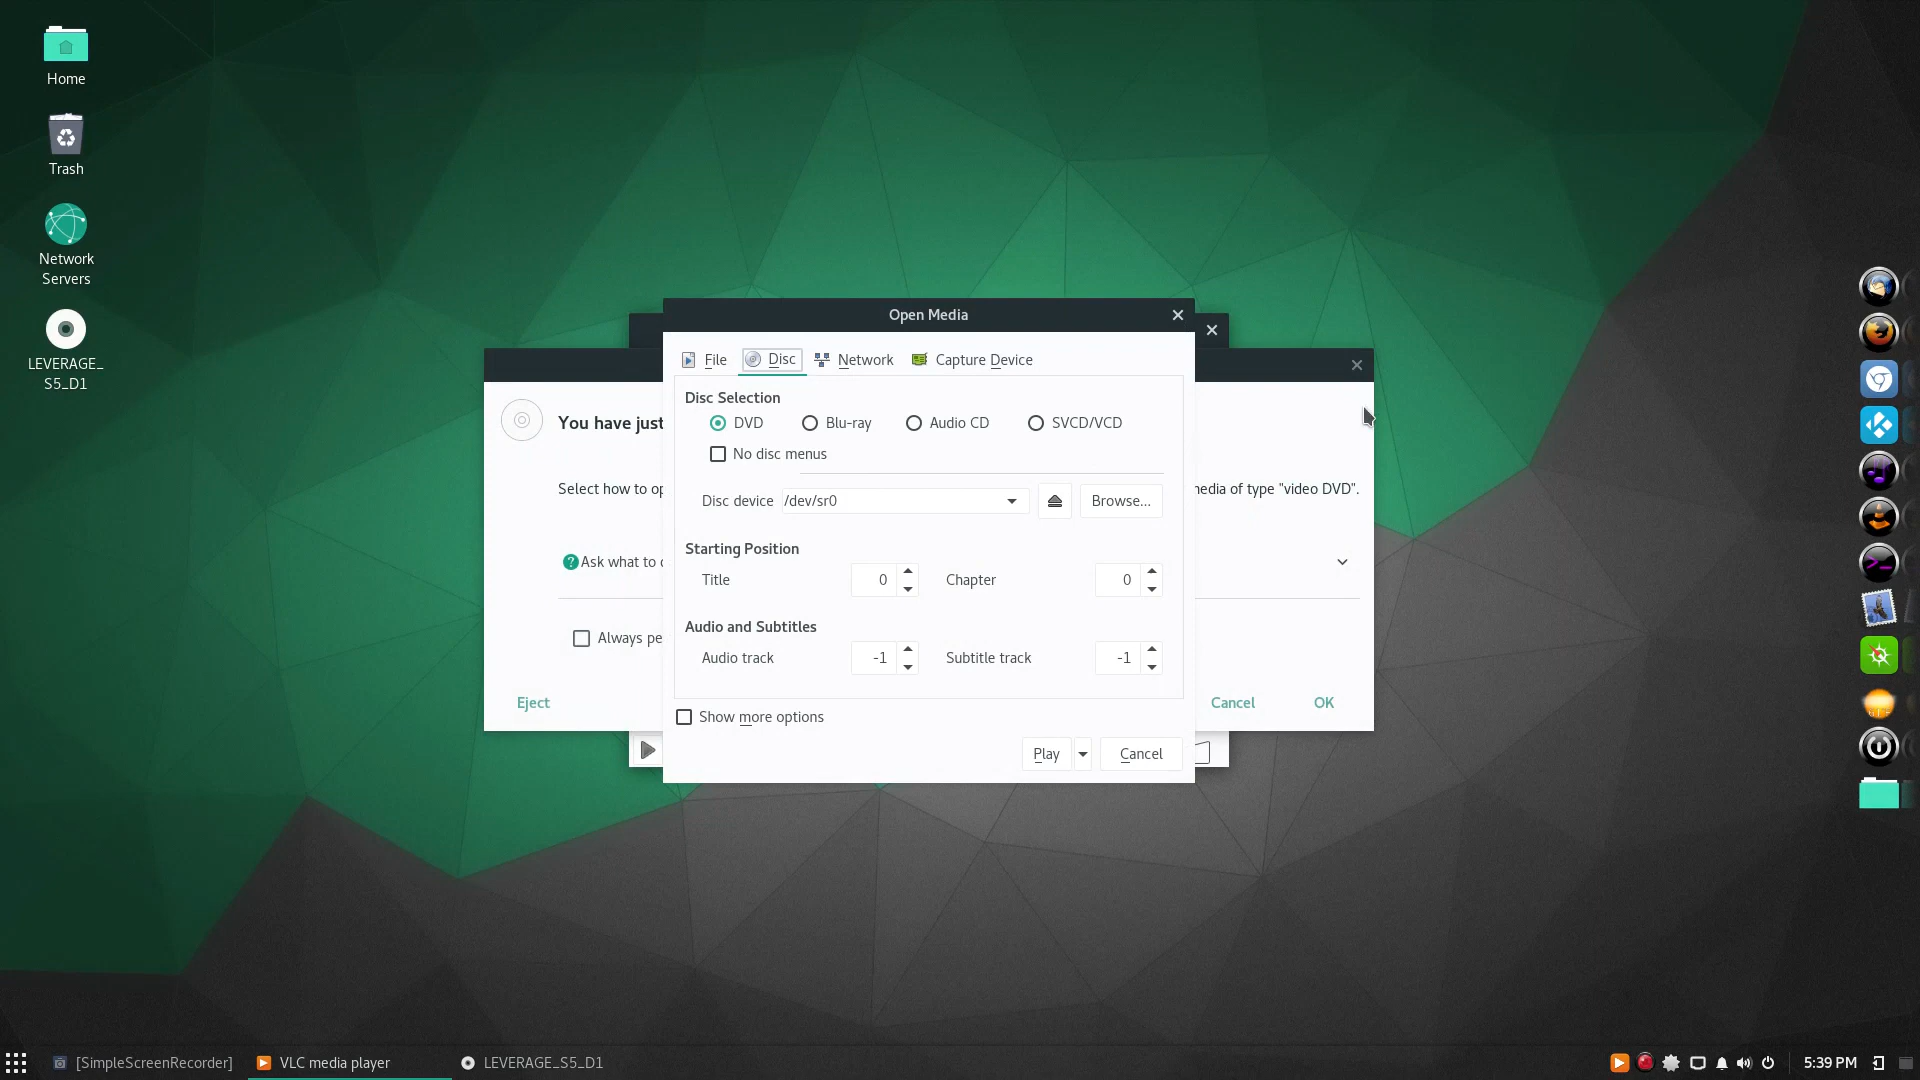 Home
Trash
Network
Servers
LEVERAGE_
S5_D1
Open Media
File
Disc
Network
Capture Device
Disc Selection
DVD
Blu-ray
Audio CD
SVCD/VCD
No disc menus
Disc device
/dev/sr0
Browse...
Starting Position
Title
0
Chapter
0
Audio and Subtitles
Audio track
-1
Subtitle track
-1
Show more options
Play
Cancel
You have just
Select how to op
media of type "video DVD".
Ask what to d
Always pe
Eject
Cancel
OK
[SimpleScreenRecorder]
VLC media player
LEVERAGE_S5_D1
5:39 PM